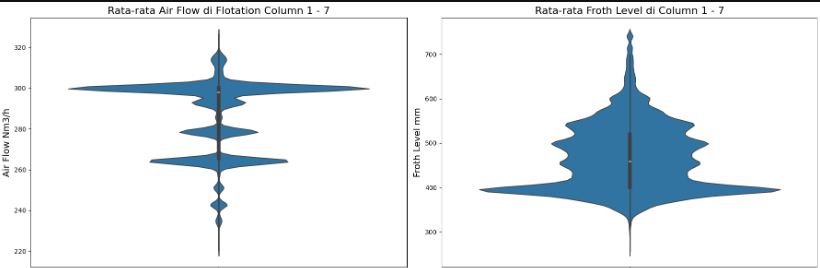 Rata-rata Air Flow di Flotation Column 1 - 7
Air Flow Nm3/h
320
300
280
260
240
220
Rata-rata Froth Level di Column 1 - 7
Froth Level mm
700
600
500
400
300